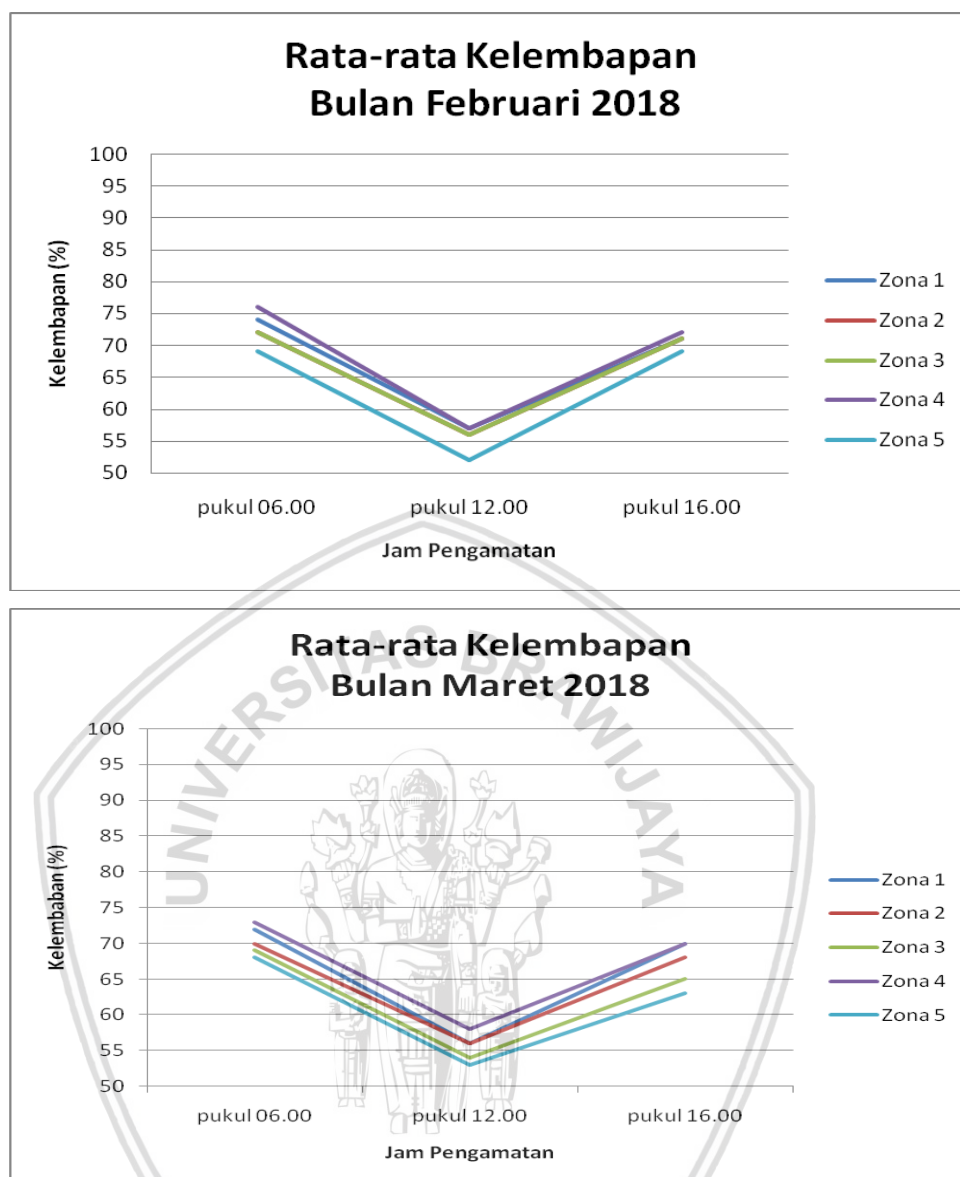 Rata-rata Kelembapan
Bulan Februari 2018
100
95
90
85
80
75
70
65
60
55
50
Kelembapan (%)
pukul 06.00 pukul 12.00 pukul 16.00
Jam Pengamatan
Zona 1
Zona 2
Zona 3
Zona 4
Zona 5
Rata-rata Kelembapan
Bulan Maret 2018
100
95
90
85
80
75
70
65
60
55
50
Kelembaban (%)
pukul 06.00 pukul 12.00 pukul 16.00
Jam Pengamatan
Zona 1
Zona 2
Zona 3
Zona 4
Zona 5
UNIVERSITAS BRAWIJAYA